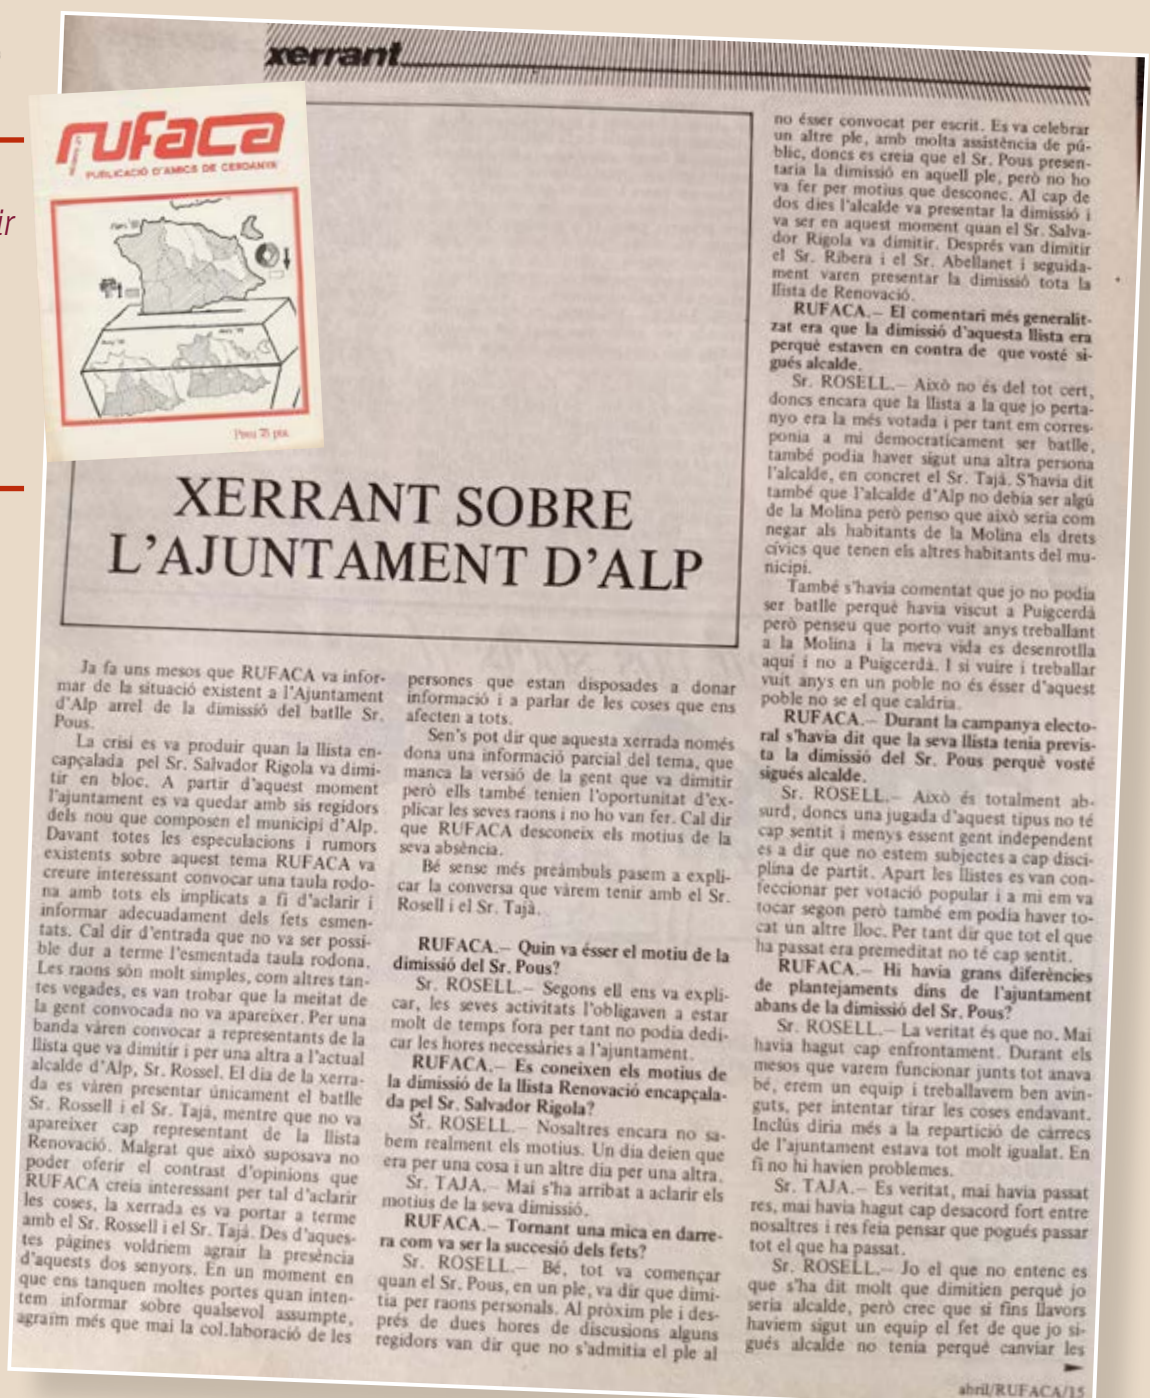 ir
xerrant
rufaca
PUBLICACIÓ D'AMICS DE CERDANYA
Preu 75 pts.
XERRANT SOBRE
L'AJUNTAMENT D'ALP
Ja fa uns mesos que RUFACA va infor-
mar de la situació existent a l'Ajuntament
d'Alp arrel de la dimissió del batlle Sr.
Pous.
La crisi es va produir quan la llista en-
capçalada pel Sr. Salvador Rigola va dimi-
tir en bloc. A partir d'aquest moment
l'ajuntament es va quedar amb sis regidors
dels nou que composen el municipi d'Alp.
Davant totes les especulacions i rumors
existents sobre aquest tema RUFACA va
creure interessant convocar una taula rodo-
na amb tots els implicats a fi d'aclarir i
informar adecuadament dels fets esmen-
tats. Cal dir d'entrada que no va ser possi-
ble dur a terme l'esmentada taula rodona.
Les raons són molt simples, com altres tan-
tes vegades, es van trobar que la meitat de
la gent convocada no va apareixer. Per una
banda vàren convocar a representants de la
llista que va dimitir i per una altra a l'actual
alcalde d'Alp, Sr. Rossel. El dia de la xerra-
da es vàren presentar únicament el batlle
Sr. Rossell i el Sr. Tajà, mentre que no va
apareixer cap representant de la llista
Renovació. Malgrat que això suposava no
poder oferir el contrast d'opinions que
RUFACA creia interessant per tal d'aclarir
les coses, la xerrada es va portar a terme
amb el Sr. Rossell i el Sr. Tajà. Des d'aques-
tes pàgines voldriem agrair la presència
d'aquests dos senyors. En un moment en
que ens tanquen moltes portes quan inten-
tem informar sobre qualsevol assumpte,
agraïm més que mai la col.laboració de les
persones que estan disposades a donar
informació i a parlar de les coses que ens
afecten a tots.
Sen's pot dir que aquesta xerrada només
dona una informació parcial del tema, que
manca la versió de la gent que va dimitir
però ells també tenien l'oportunitat d'ex-
plicar les seves raons i no ho van fer. Cal dir
que RUFACA desconeix els motius de la
seva absència.
Bé sense més preàmbuls pasem a expli-
car la conversa que vàrem tenir amb el Sr.
Rosell i el Sr. Tajà.
RUFACA.— Quin va ésser el motiu de la
dimissió del Sr. Pous?
Sr. ROSELL.— Segons ell ens va expli-
car, les seves activitats l'obligaven a estar
molt de temps fora per tant no podia dedi-
car les hores necessàries a l'ajuntament.
RUFACA.— Es coneixen els motius de
la dimissió de la llista Renovació encapçala-
da pel Sr. Salvador Rigola?
Sr. ROSELL.— Nosaltres encara no sa-
bem realment els motius. Un dia deien que
era per una cosa i un altre dia per una altra.
Sr. TAJA.— Mai s'ha arribat a aclarir els
motius de la seva dimissió.
RUFACA.— Tornant una mica en darre-
ra com va ser la succesió dels fets?
Sr. ROSELL.— Bé, tot va començar
quan el Sr. Pous, en un ple, va dir que dimi-
tia per raons personals. Al pròxim ple i des-
prés de dues hores de discusions alguns
regidors van dir que no s'admitia el ple al
no ésser convocat per escrit. Es va celebrar
un altre ple, amb molta assistència de pú-
blic, doncs es creia que el Sr. Pous presen-
taria la dimissió en aquell ple, però no ho
va fer per motius que desconec. Al cap de
dos dies l'alcalde va presentar la dimissió i
va ser en aquest moment quan el Sr. Salva-
dor Rigola va dimitir. Després van dimitir
el Sr. Ribera i el Sr. Abellanet i seguida-
ment varen presentar la dimissió tota la
llista de Renovació.
RUFACA.— El comentari més generalit-
zat era que la dimissió d'aquesta llista era
perquè estaven en contra de que vosté si-
gués alcalde.
Sr. ROSELL.— Això no és del tot cert,
doncs encara que la llista a la que jo perta-
nyo era la més votada i per tant em corres-
ponia a mi democraticament ser batlle,
també podia haver sigut una altra persona
l'alcalde, en concret el Sr. Tajá. S'havia dit
també que l'alcalde d'Alp no debia ser algú
de la Molina però penso que això seria com
negar als habitants de la Molina els drets
cívics que tenen els altres habitants del mu-
nicipi.
També s'havia comentat que jo no podia
ser batlle perquè havia viscut a Puigcerdà
però penseu que porto vuit anys treballant
a la Molina i la meva vida es desenrotlla
aquí i no a Puigcerdà. I si vuire i treballar
vuit anys en un poble no és ésser d'aquest
poble no se el que caldria.
RUFACA.— Durant la campanya electo-
ral s'havia dit que la seva llista tenia previs-
ta la dimissió del Sr. Pous perquè vosté
sigués alcalde.
Sr. ROSELL.— Això és totalment ab-
surd, doncs una jugada d'aquest tipus no té
cap sentit i menys essent gent independent
es a dir que no estem subjectes a cap disci-
plina de partit. Apart les llistes es van con-
feccionar per votació popular i a mi em va
tocar segon però també em podia haver to-
cat un altre lloc. Per tant dir que tot el que
ha passat era premeditat no té cap sentit.
RUFACA.— Hi havia grans diferències
de plantejaments dins de l'ajuntament
abans de la dimissió del Sr. Pous?
Sr. ROSELL.— La veritat és que no. Mai
havia hagut cap enfrontament. Durant els
mesos que varem funcionar junts tot anava
bé, erem un equip i treballavem ben avin-
guts, per intentar tirar les coses endavant.
Inclús diria més a la repartició de càrrecs
de l'ajuntament estava tot molt igualat. En
fi no hi havien problemes.
Sr. TAJA.— Es veritat, mai havia passat
res, mai havia hagut cap desacord fort entre
nosaltres i res feia pensar que pogués passar
tot el que ha passat.
Sr. ROSELL.— Jo el que no entenc es
que s'ha dit molt que dimitien perquè jo
seria alcalde, però crec que si fins llavors
haviem sigut un equip el fet de que jo si-
gués alcalde no tenia perquè canviar les
abril/RUFACA/15